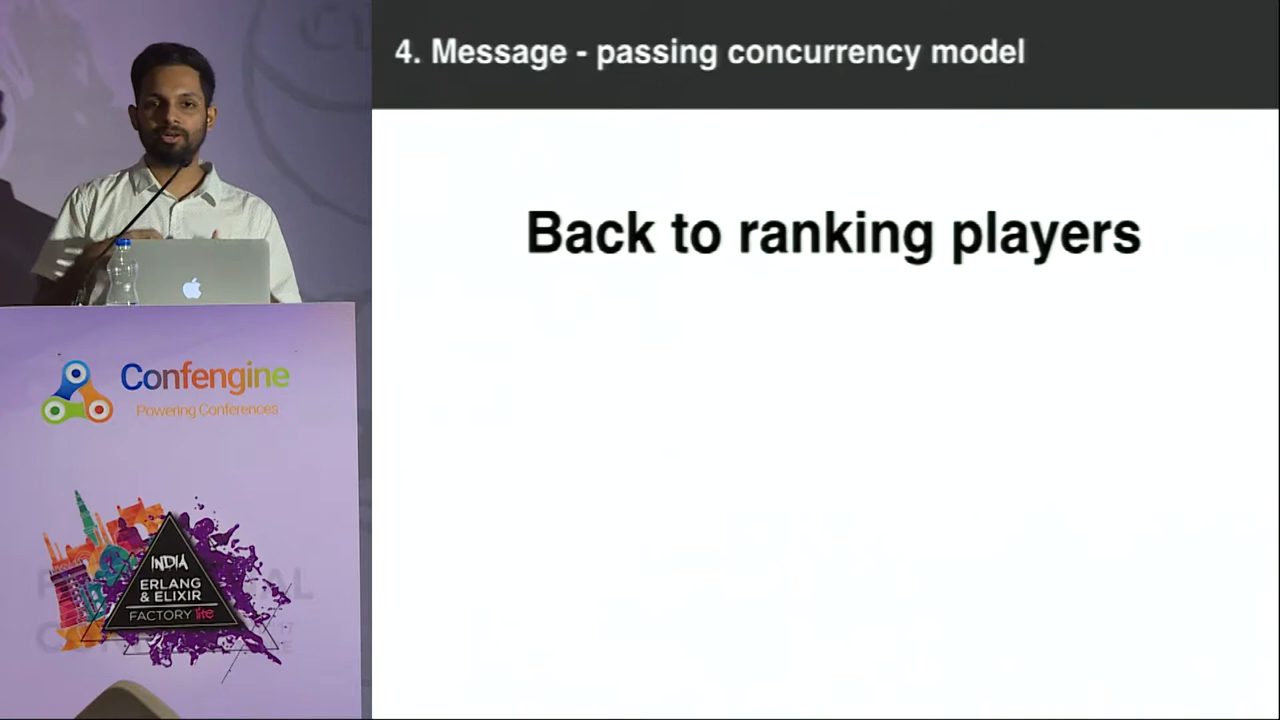 4. Message - passing concurrency model
Back to ranking players
Confengine
Powering Conferences
INDIA
ERLANG
& ELIXIR
FACTORY lite